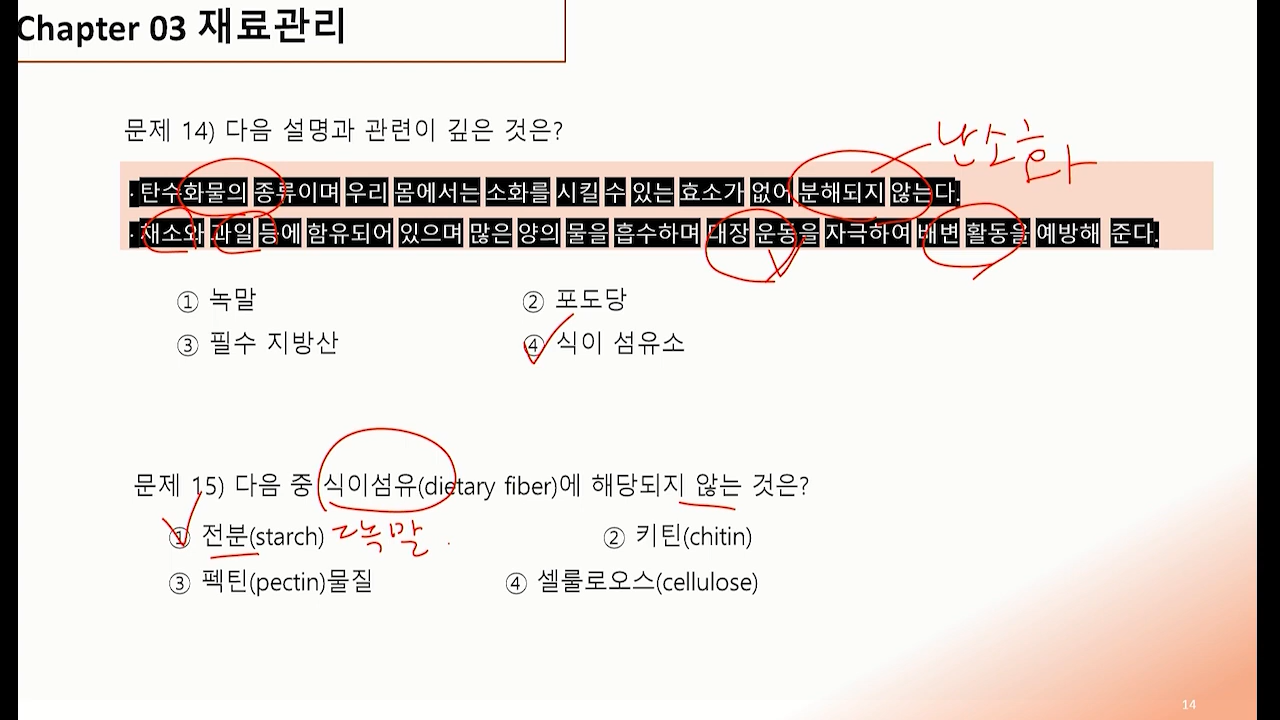 Chapter 03 재료관리
문제 14) 다음 설명과 관련이 깊은 것은?
난소화
· 탄수화물의 종류이며 우리 몸에서는 소화를 시킬 수 있는 효소가 없어 분해되지 않는다.
· 채소와 과일 등에 함유되어 있으며 많은 양의 물을 흡수하며 대장 운동을 자극하여 배변 활동을 예방해 준다.
① 녹말 ② 포도당
③ 필수 지방산 ④ 식이 섬유소
문제 15) 다음 중 식이섬유(dietary fiber)에 해당되지 않는 것은?
① 전분(starch) 녹말 ② 키틴(chitin)
③ 펙틴(pectin)물질 ④ 셀룰로오스(cellulose)
14